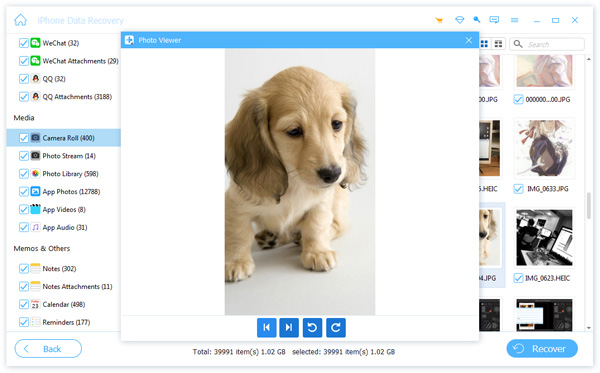 iPhone Data Recovery
WeChat (32)
WeChat Attachments (29)
QQ (32)
QQ Attachments (3188)
Media
Camera Roll (400)
Photo Stream (14)
Photo Library (598)
App Photos (12788)
App Videos (8)
App Audio (31)
Memos & Others
Notes (302)
Notes Attachments (11)
Calendar (498)
Reminders (177)
Back
Photo Viewer
Search
00.JPG
000000...00.JPG
.HEIC
IMG_0633.JPG
4.JPG
IMG_0623.HEIC
Total: 39991 item(s) 1.02 GB selected: 39991 item(s) 1.02 GB
Recover